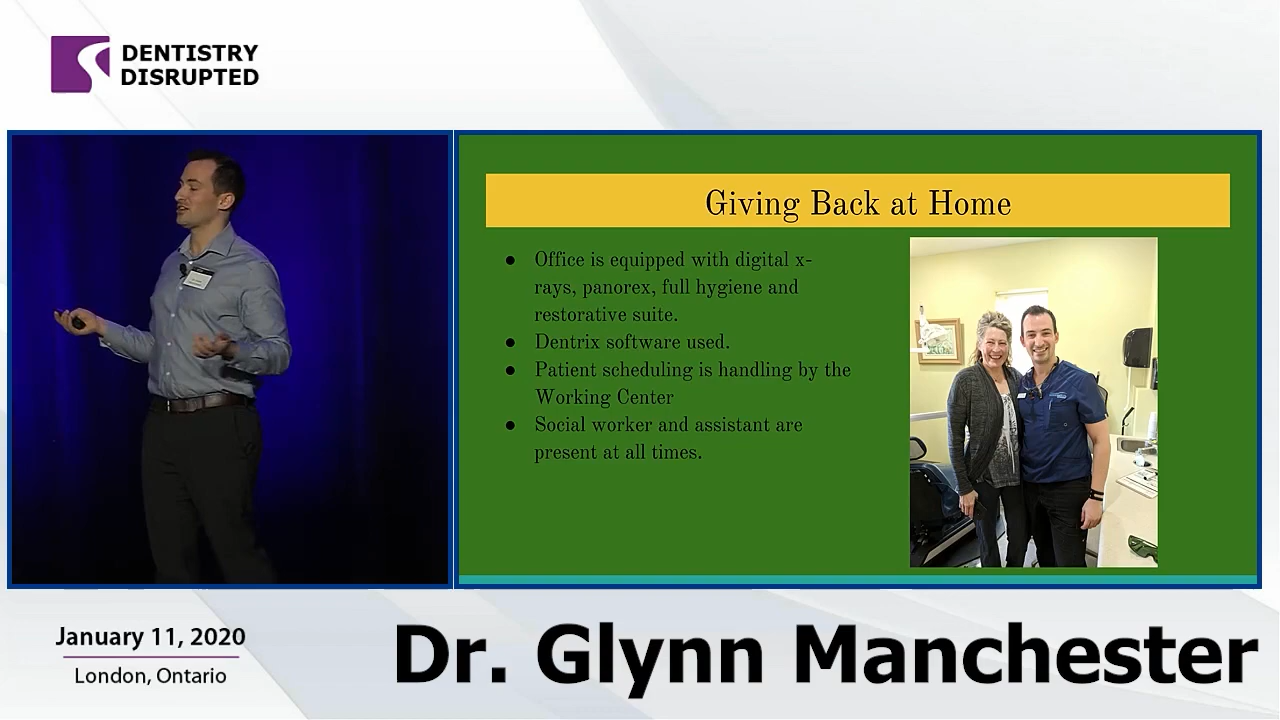 DENTISTRY
DISRUPTED
Giving Back at Home
● Office is equipped with digital x-
rays, panorex, full hygiene and
restorative suite.
● Dentrix software used.
● Patient scheduling is handling by the
Working Center
● Social worker and assistant are
present at all times.
January 11, 2020
London, Ontario
Dr. Glynn Manchester